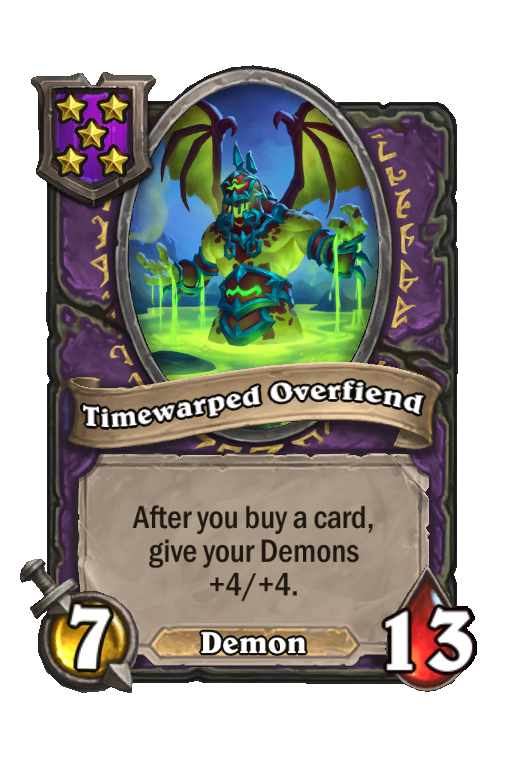 Timewarped Overfiend
After you buy a card,
give your Demons
+4/+4.
7
Demon
13